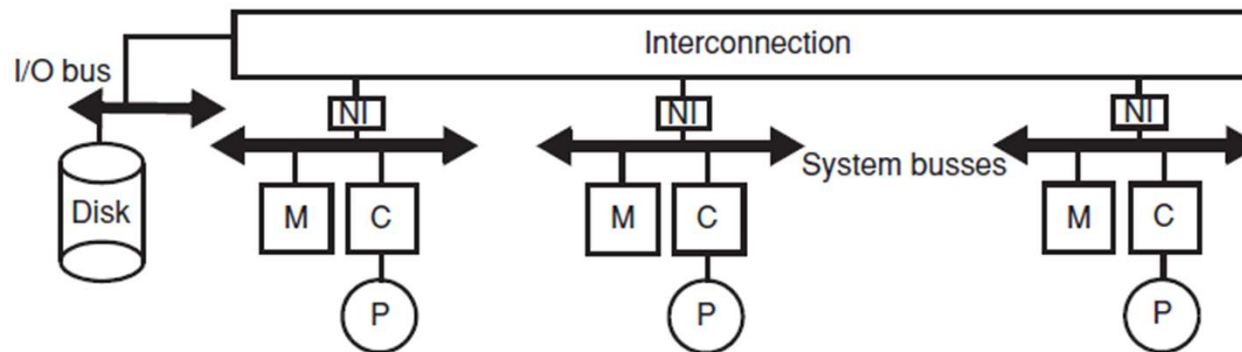 Interconnection
I/O bus
NI
NI
NI
System busses
Disk
M
C
M
C
M
C
P
P
P